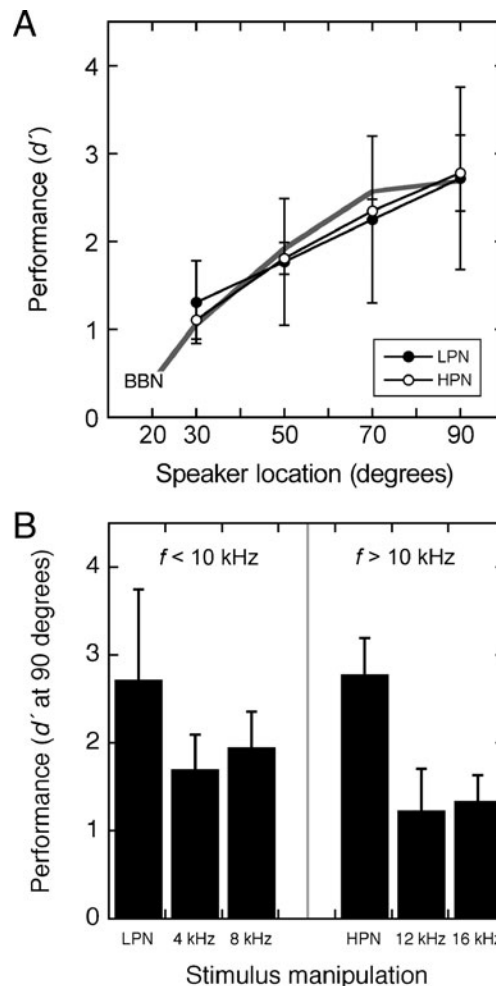 A
4
3
2
1
0
Performance (d′)
BBN
LPN
HPN
20 30 50 70 90
Speaker location (degrees)
B
f < 10 kHz f > 10 kHz
4
3
2
1
0
Performance (d′ at 90 degrees)
LPN 4 kHz 8 kHz HPN 12 kHz 16 kHz
Stimulus manipulation